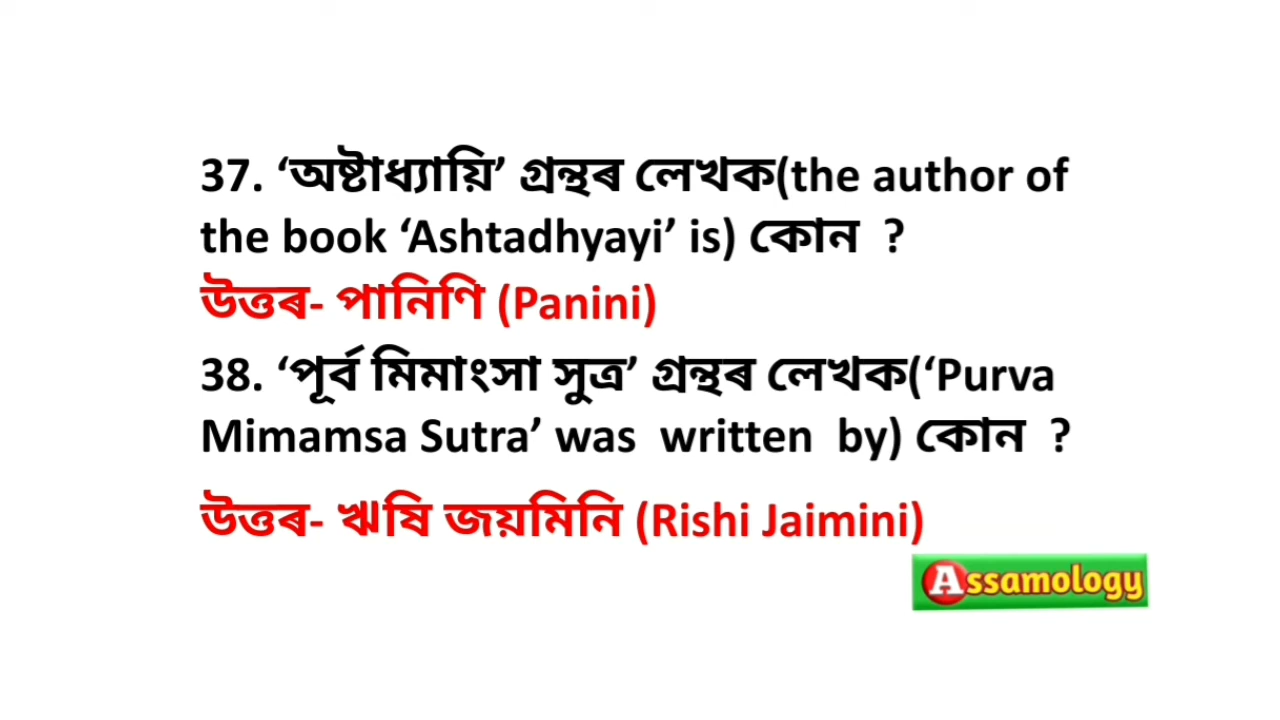 37. ‘অষ্টাধ্যায়ি’ গ্ৰন্থৰ লেখক(the author of
the book ‘Ashtadhyayi’ is) কোন ?
উত্তৰ- পানিণি (Panini)
38. ‘পূৰ্ব মিমাংসা সুত্ৰ’ গ্ৰন্থৰ লেখক(‘Purva
Mimamsa Sutra’ was written by) কোন ?
উত্তৰ- ঋষি জয়মিনি (Rishi Jaimini)
Assamology